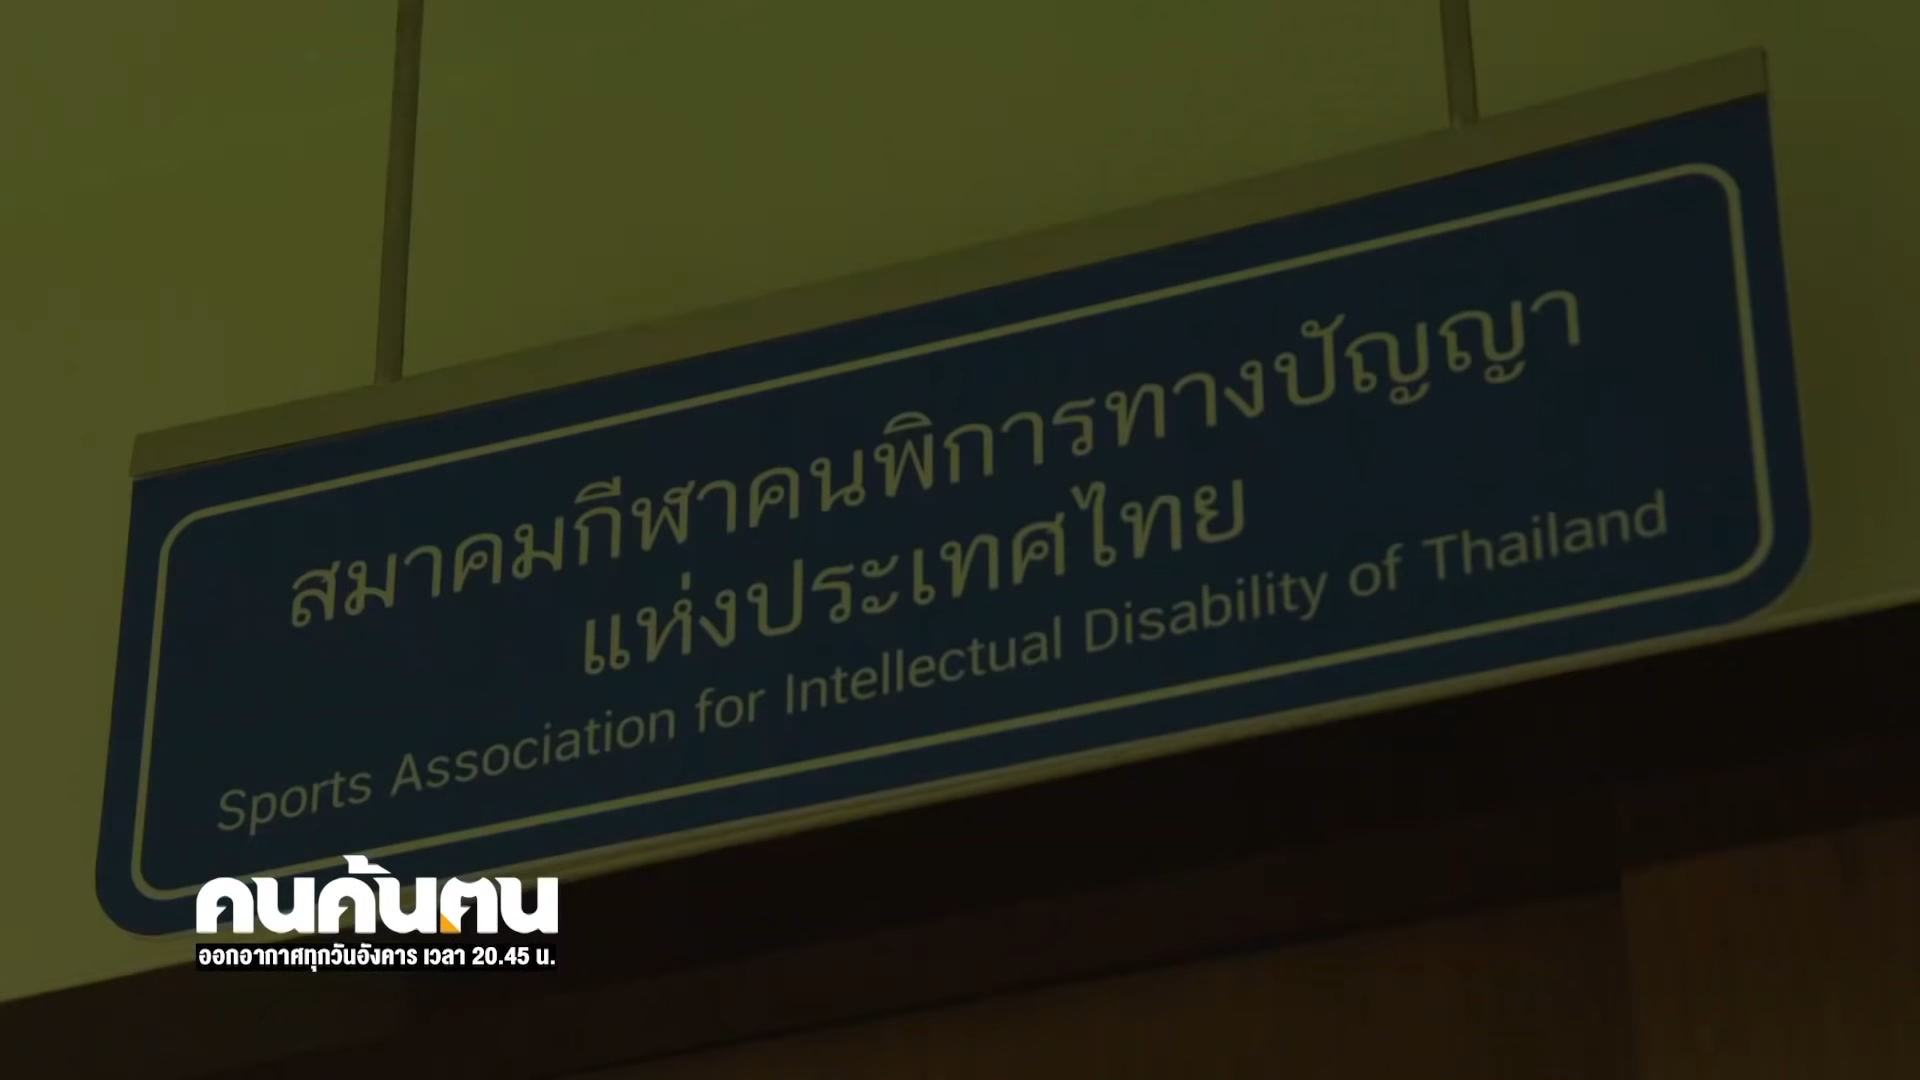 สมาคมกีฬาคนพิการทางปัญญา
แห่งประเทศไทย
Sports Association for Intellectual Disability of Thailand
คนค้นฅน
ออกอากาศทุกวันอังคาร เวลา 20.45 น.